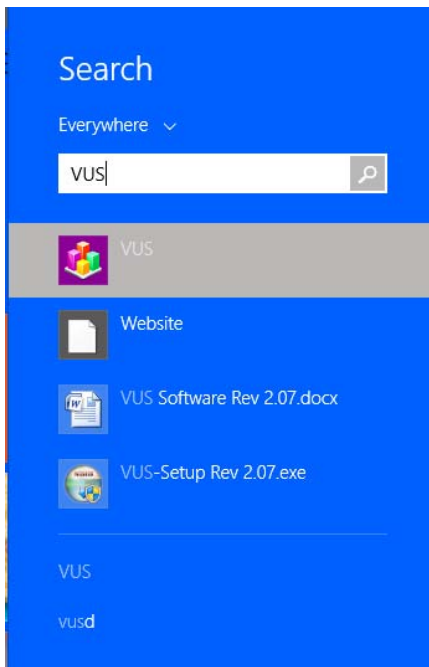 Search
Everywhere
VUS
VUS
Website
VUS Software Rev 2.07.docx
VUS-Setup Rev 2.07.exe
VUS
vusd